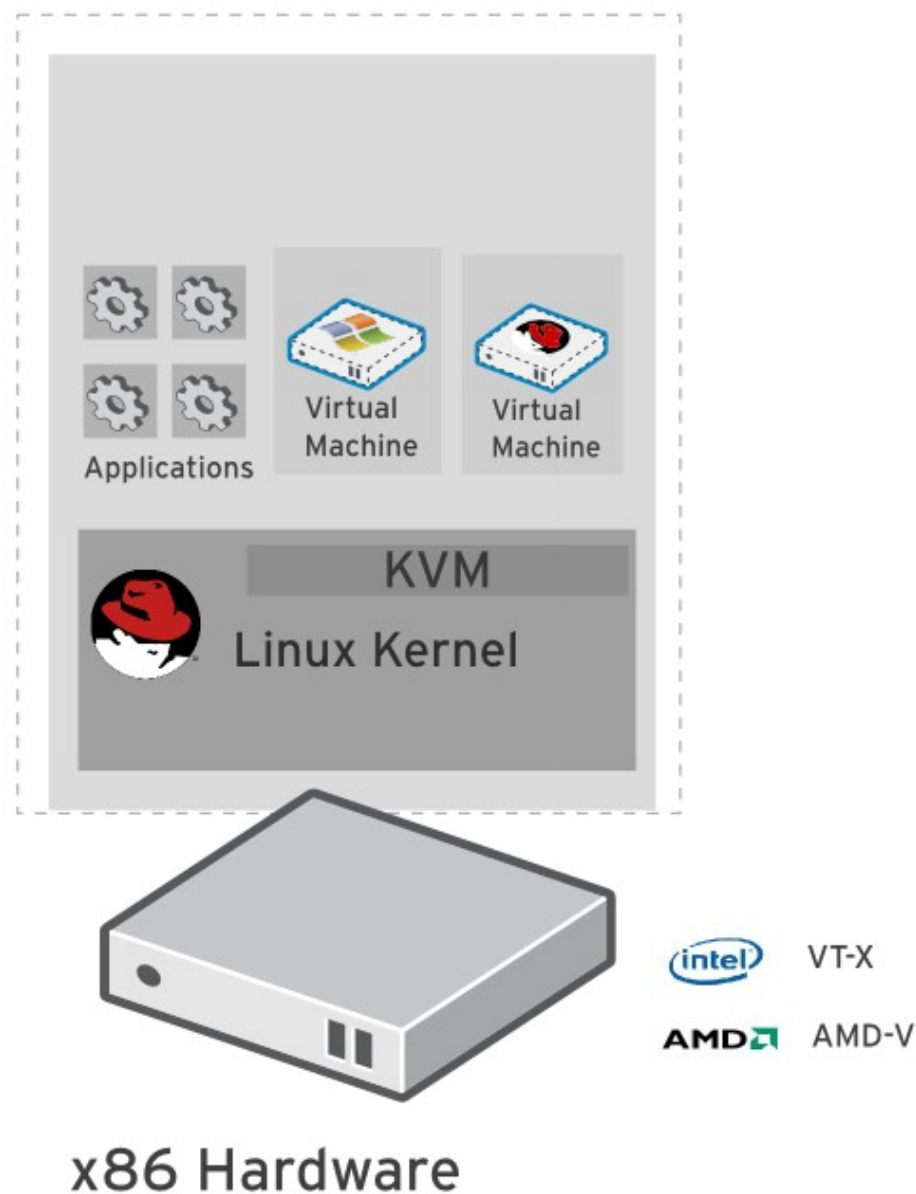 Applications
Virtual
Machine
Virtual
Machine
KVM
Linux Kernel
intel
VT-X
AMD
AMD-V
x86 Hardware